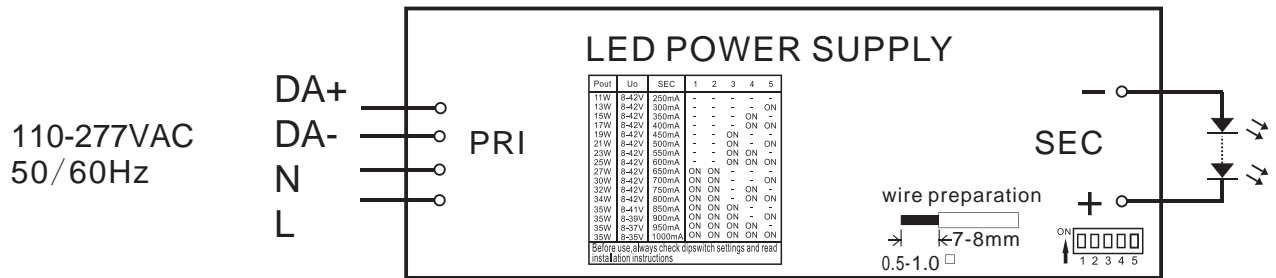 LED POWER SUPPLY
110-277VAC
50/60Hz
DA+
DA-
N
L
PRI
Pout Uo SEC 1 2 3 4 5
11W 8-42V 250mA - - - - -
13W 8-42V 300mA - - - - ON
15W 8-42V 350mA - - - ON -
17W 8-42V 400mA - - - ON ON
19W 8-42V 450mA - - ON - -
21W 8-42V 500mA - - ON - ON
23W 8-42V 550mA - - ON ON -
25W 8-42V 600mA - - ON ON ON
27W 8-42V 650mA ON ON - - -
30W 8-42V 700mA ON ON - - ON
32W 8-42V 750mA ON ON - ON -
34W 8-42V 800mA ON ON - ON ON
35W 8-41V 850mA ON ON ON - -
35W 8-39V 900mA ON ON ON - ON
35W 8-37V 950mA ON ON ON ON -
35W 8-35V 1000mA ON ON ON ON ON
Before use,always check dipswitch settings and read
installation instructions
SEC
-
+
wire preparation
7-8mm
0.5-1.0 □
ON
1 2 3 4 5